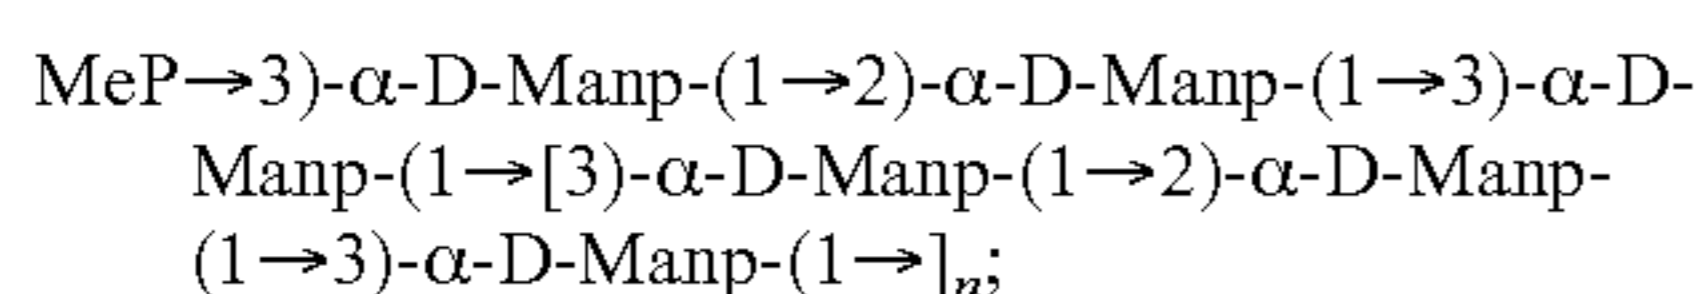 MeP→3)-α-D-Manp-(1→2)-α-D-Manp-(1→3)-α-D-
Manp-(1→[3)-α-D-Manp-(1→2)-α-D-Manp-
(1→3)-α-D-Manp-(1→]n;